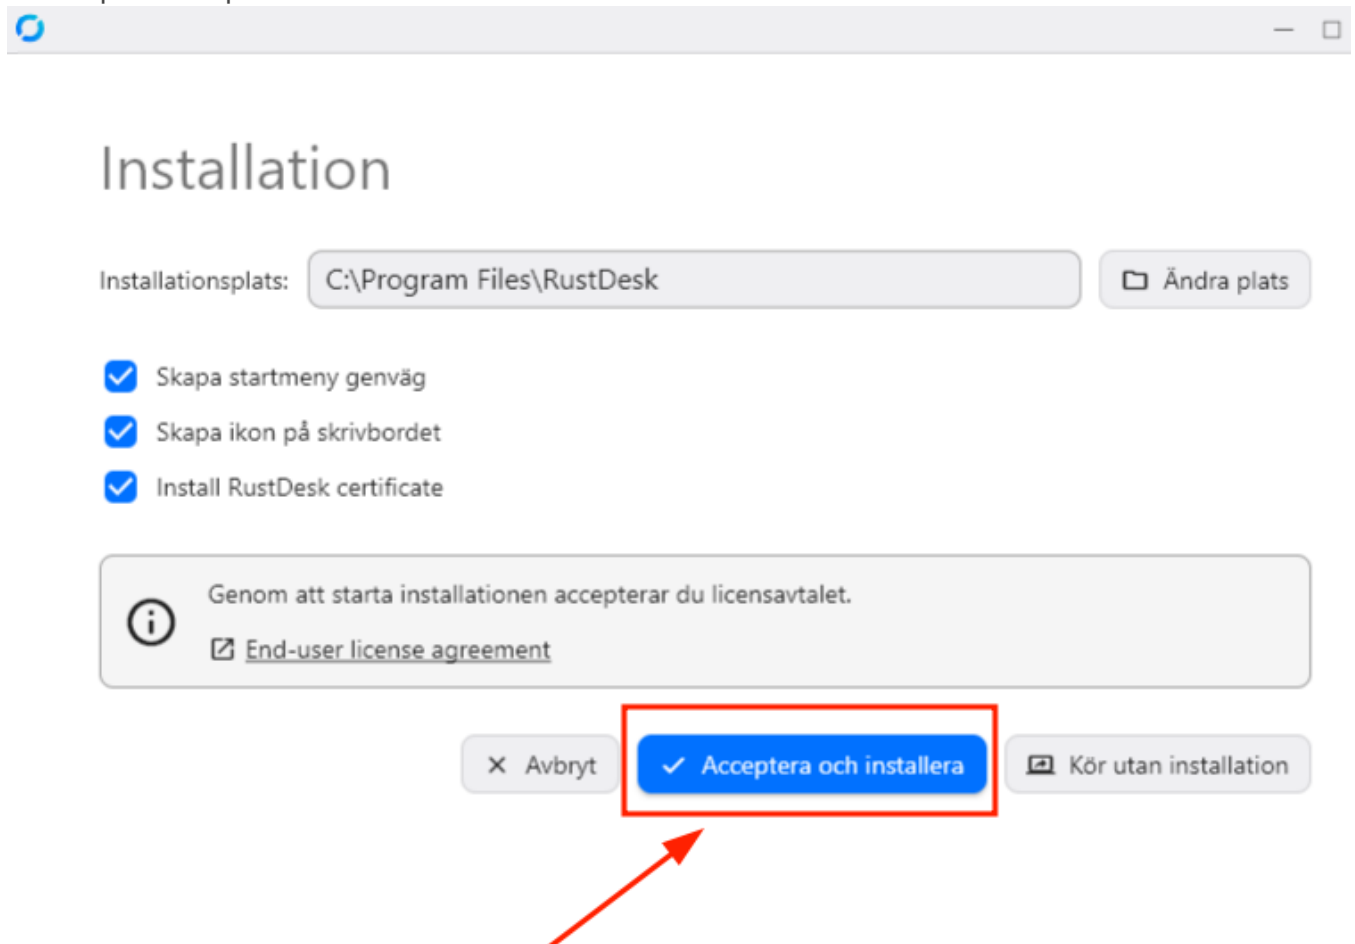 Installation
Installationsplats: C:\Program Files\RustDesk Ändra plats
Skapa startmeny genväg
Skapa ikon på skrivbordet
Install RustDesk certificate
Genom att starta installationen accepterar du licensavtalet.
End-user license agreement
Avbryt Acceptera och installera Kör utan installation